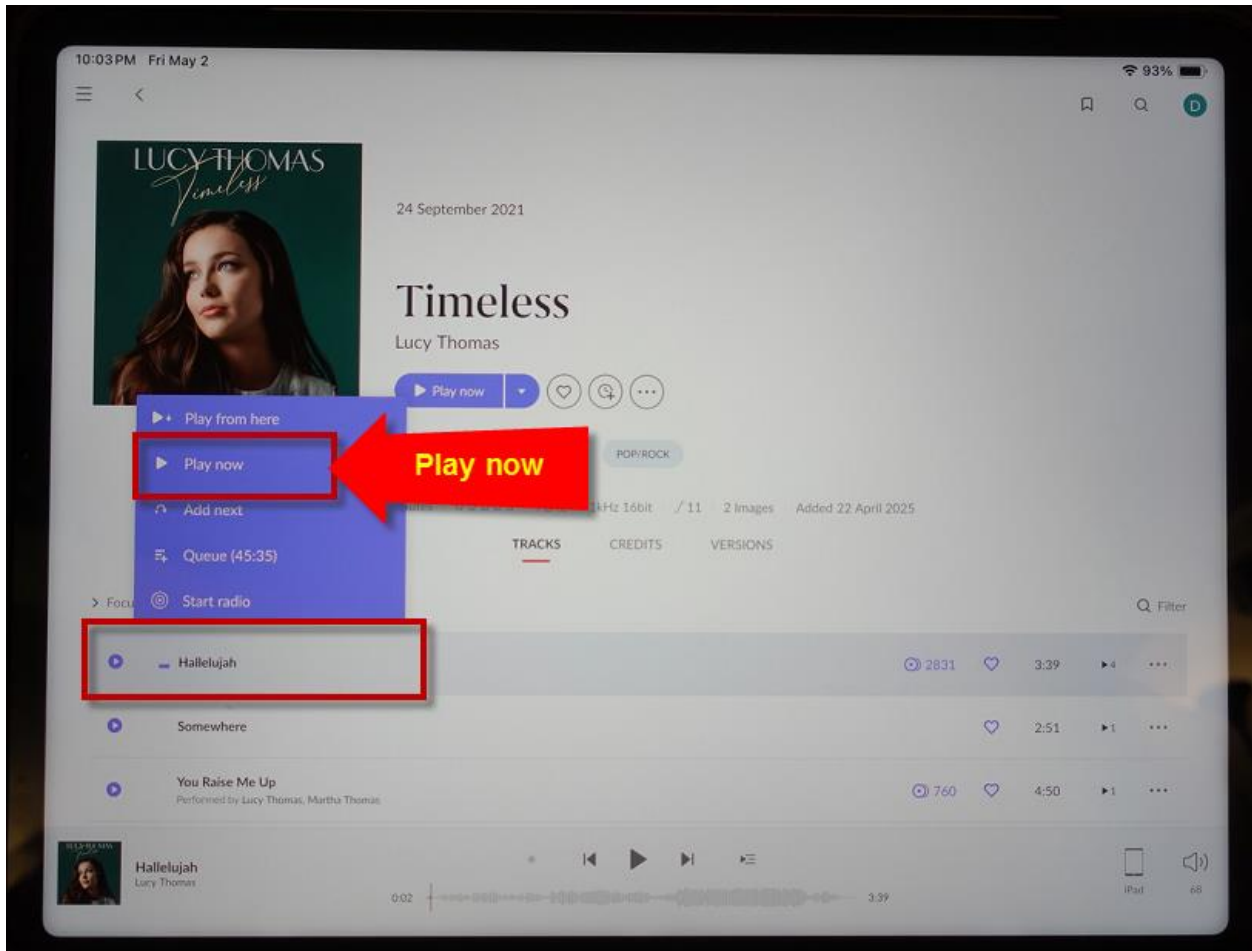 10:03 PM Fri May 2
93%
D
LUCY THOMAS
Timeless
24 September 2021
Timeless
Lucy Thomas
Play now
Play from here
Play now
Play now
POP/ROCK
Add next
1kHz 16bit / 11 2 Images Added 22 April 2025
Queue (45:35)
TRACKS CREDITS VERSIONS
Start radio
Focu
Filter
Hallelujah 2831 3:39 4
Somewhere 2:51 1
You Raise Me Up 760 4:50 1
Performed by Lucy Thomas, Martha Thomas
LUCY THOMAS
Hallelujah
Lucy Thomas
0:02 3:39
iPad 68